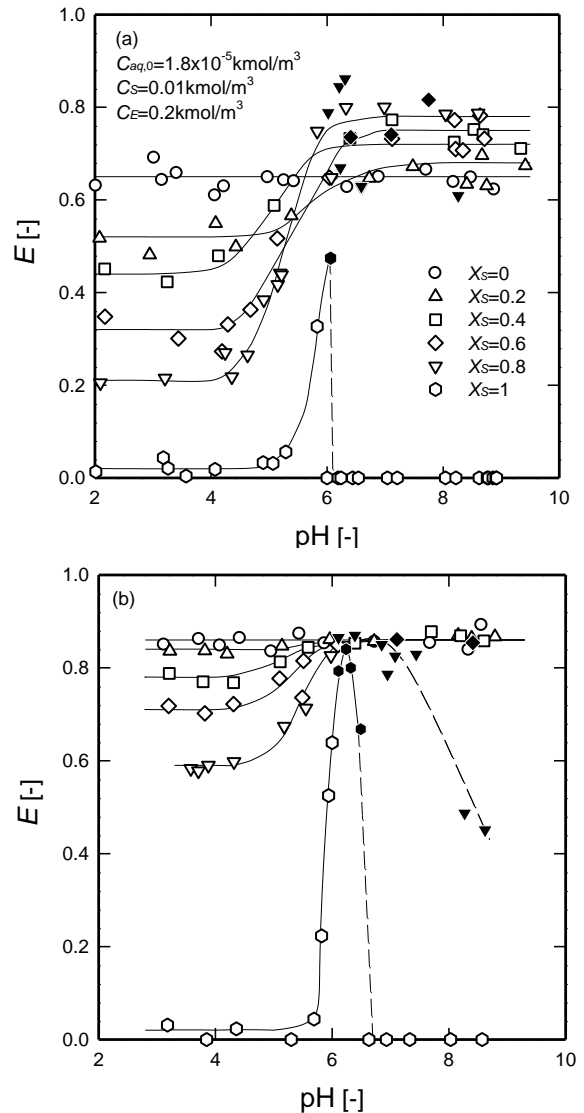 (a)
Caq,0=1.8x10-5kmol/m3
CS=0.01kmol/m3
CE=0.2kmol/m3
1.0
0.8
0.6
0.4
0.2
0.0
E [-]
XS=0
XS=0.2
XS=0.4
XS=0.6
XS=0.8
XS=1
2 4 6 8 10
pH [-]
(b)
1.0
0.8
0.6
0.4
0.2
0.0
E [-]
2 4 6 8 10
pH [-]